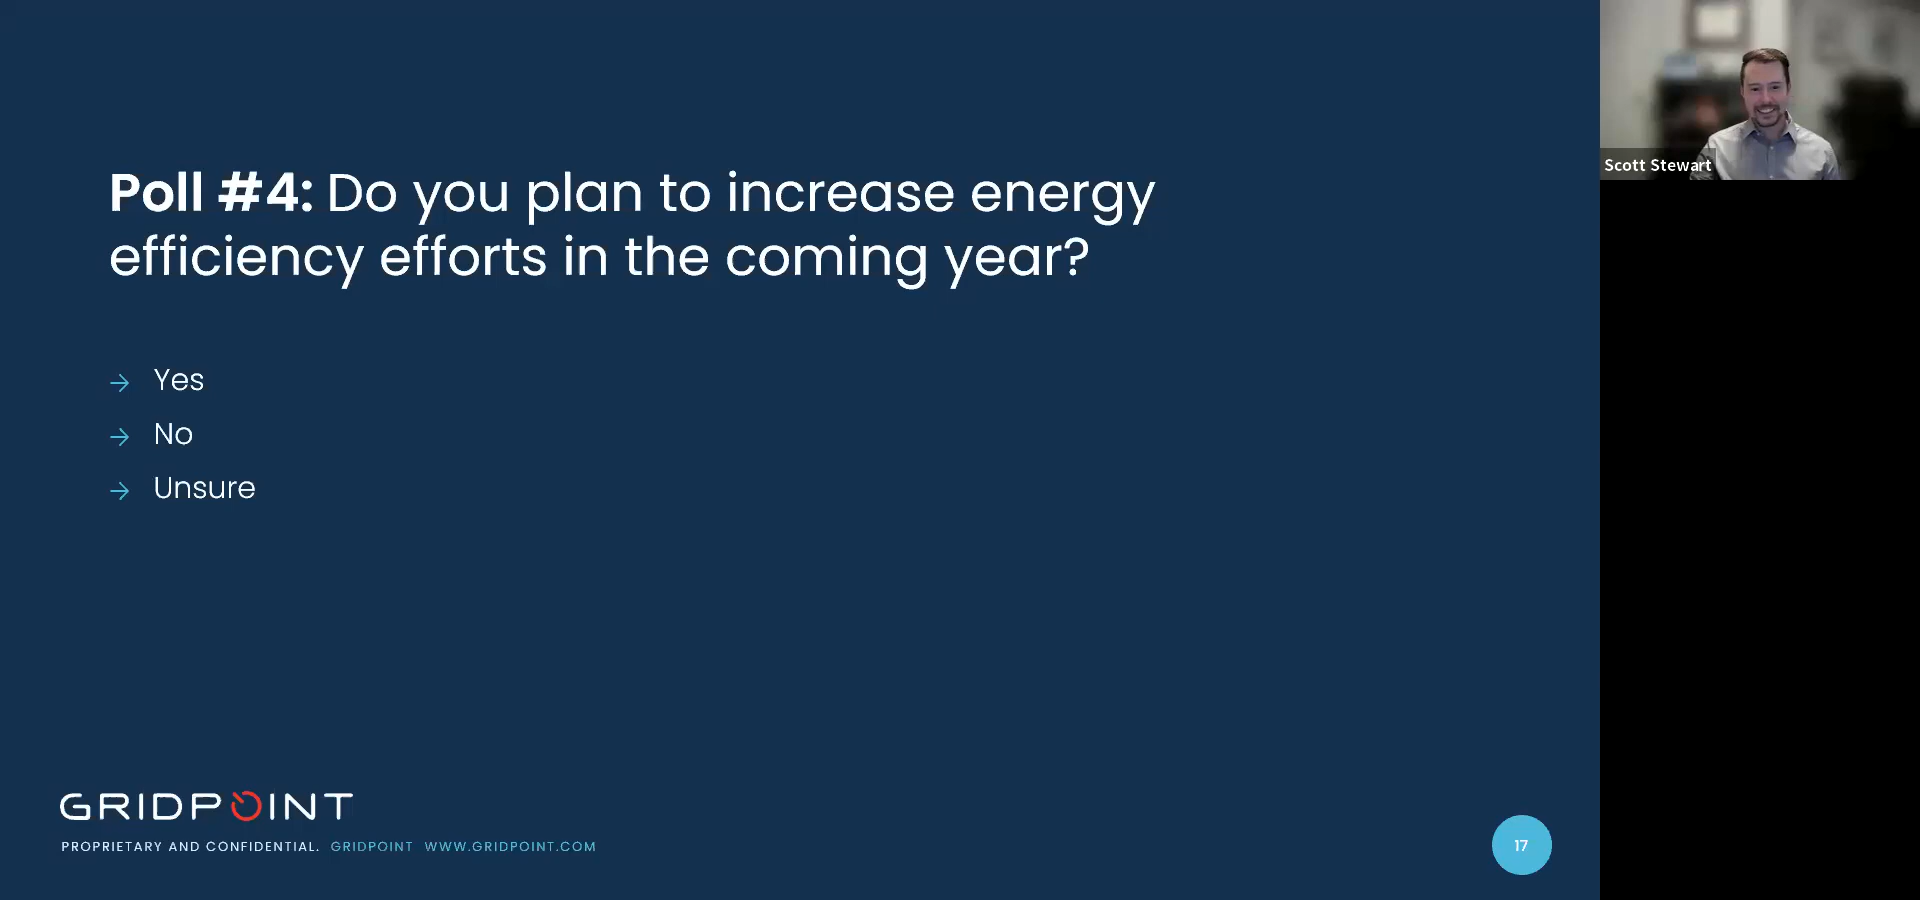 Poll #4: Do you plan to increase energy
efficiency efforts in the coming year?
→ Yes
→ No
→ Unsure
GRIDPOINT
PROPRIETARY AND CONFIDENTIAL. GRIDPOINT WWW.GRIDPOINT.COM
17
Scott Stewart